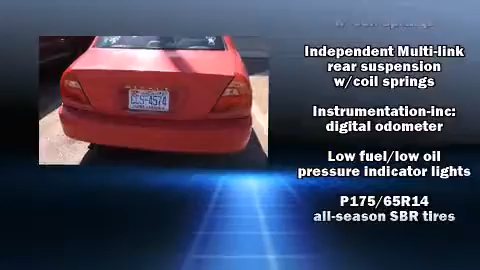 Independent Multi-link
rear suspension
w/coil springs
Instrumentation-inc:
digital odometer
Low fuel/low oil
pressure indicator lights
P175/65R14
all-season SBR tires